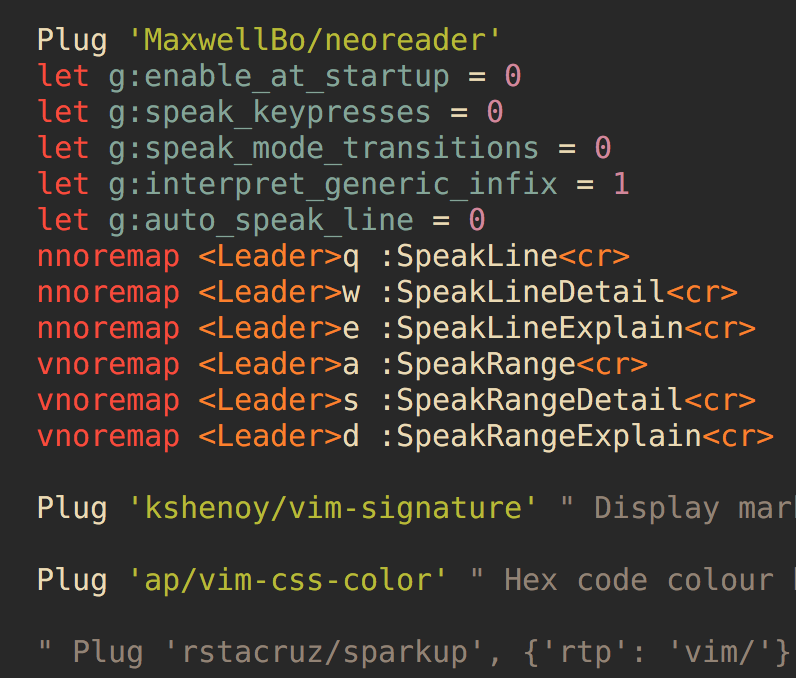 Plug 'MaxwellBo/neoreader'
let g:enable_at_startup = 0
let g:speak_keypresses = 0
let g:speak_mode_transitions = 0
let g:interpret_generic_infix = 1
let g:auto_speak_line = 0
nnoremap <Leader>q :SpeakLine<cr>
nnoremap <Leader>w :SpeakLineDetail<cr>
nnoremap <Leader>e :SpeakLineExplain<cr>
vnoremap <Leader>a :SpeakRange<cr>
vnoremap <Leader>s :SpeakRangeDetail<cr>
vnoremap <Leader>d :SpeakRangeExplain<cr>
Plug 'kshenoy/vim-signature' " Display
Plug 'ap/vim-css-color' " Hex code colour
" Plug 'rstacruz/sparkup', {'rtp': 'vim/'}